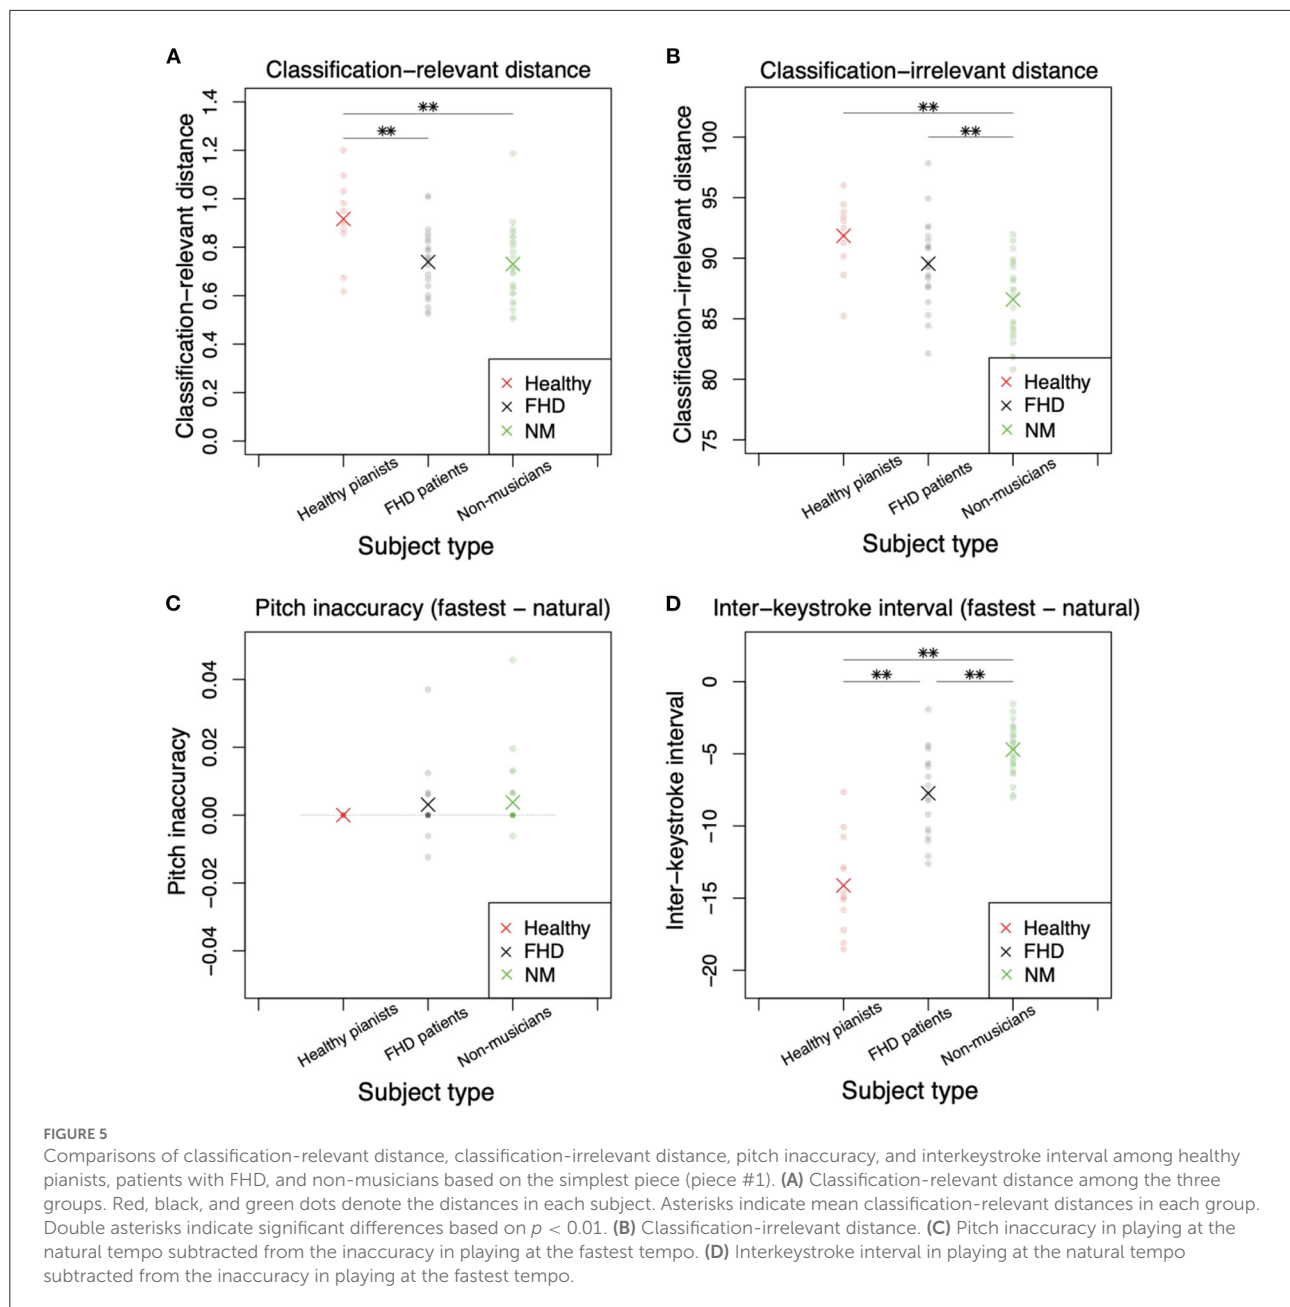 A
Classification−relevant distance
Classification−relevant distance
1.4
1.2
1.0
0.8
0.6
0.4
0.2
0.0
**
**
Healthy
FHD
NM
Healthy pianists
FHD patients
Non−musicians
Subject type
B
Classification−irrelevant distance
Classification−irrelevant distance
100
95
90
85
80
75
**
**
Healthy
FHD
NM
Healthy pianists
FHD patients
Non−musicians
Subject type
C
Pitch inaccuracy (fastest − natural)
Pitch inaccuracy
0.04
0.02
0.00
−0.02
−0.04
Healthy
FHD
NM
Healthy pianists
FHD patients
Non−musicians
Subject type
D
Inter−keystroke interval (fastest − natural)
Inter−keystroke interval
0
−5
−10
−15
−20
**
**
**
Healthy
FHD
NM
Healthy pianists
FHD patients
Non−musicians
Subject type
FIGURE 5
Comparisons of classification-relevant distance, classification-irrelevant distance, pitch inaccuracy, and interkeystroke interval among healthy
pianists, patients with FHD, and non-musicians based on the simplest piece (piece #1). (A) Classification-relevant distance among the three
groups. Red, black, and green dots denote the distances in each subject. Asterisks indicate mean classification-relevant distances in each group.
Double asterisks indicate significant differences based on p < 0.01. (B) Classification-irrelevant distance. (C) Pitch inaccuracy in playing at the
natural tempo subtracted from the inaccuracy in playing at the fastest tempo. (D) Interkeystroke interval in playing at the natural tempo
subtracted from the inaccuracy in playing at the fastest tempo.